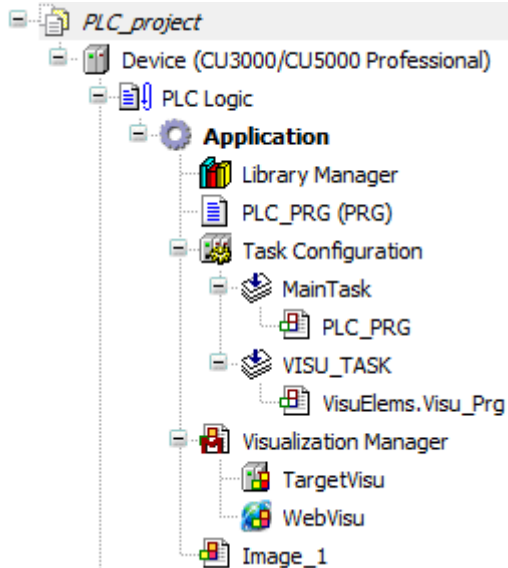 PLC_project
Device (CU3000/CU5000 Professional)
PLC Logic
Application
Library Manager
PLC_PRG (PRG)
Task Configuration
MainTask
PLC_PRG
VISU_TASK
VisuElems.Visu_Prg
Visualization Manager
TargetVisu
WebVisu
Image_1